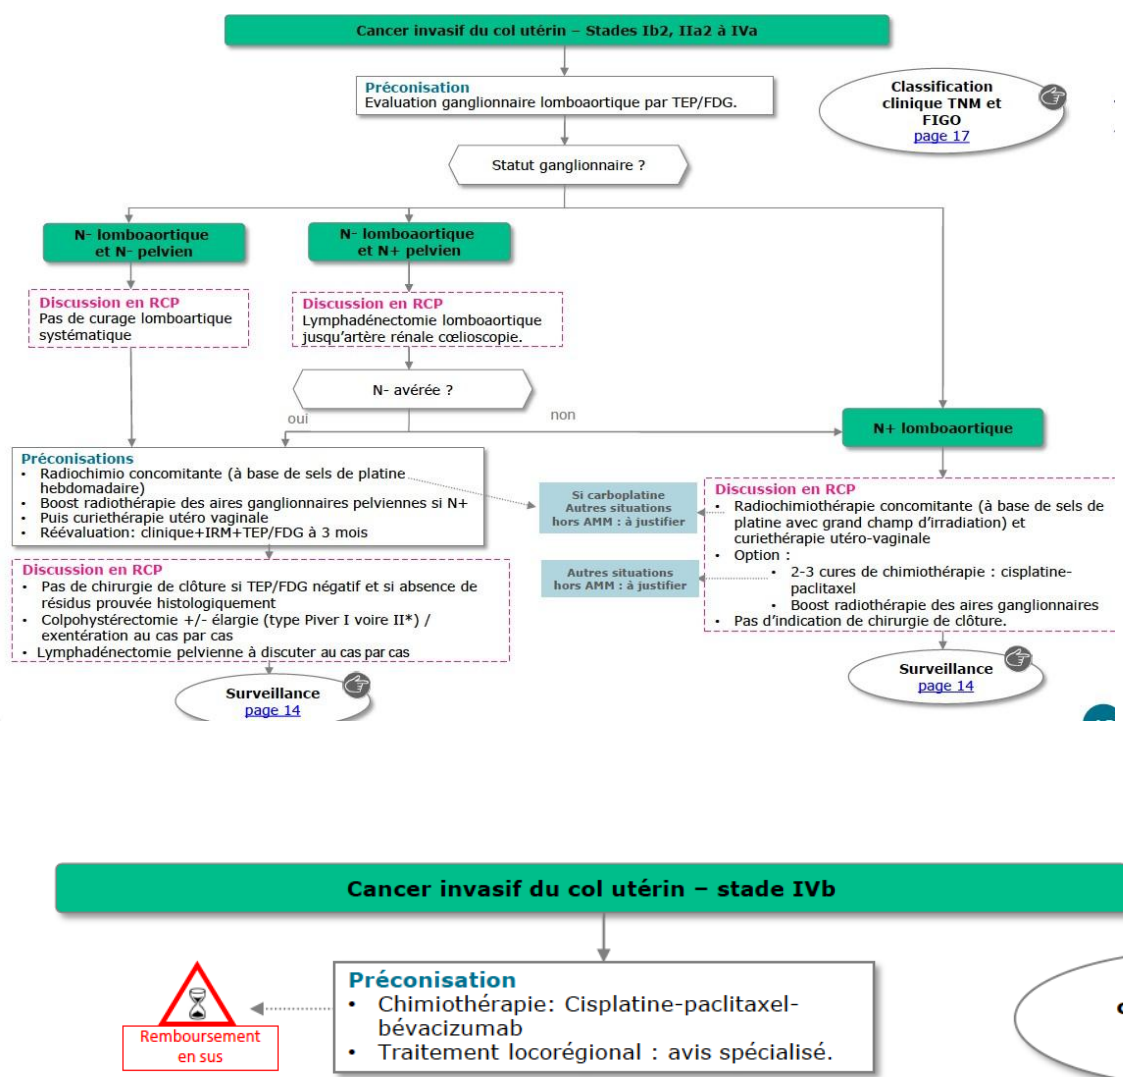 Cancer invasif du col utérin – Stades Ib2, IIa2 à IVa
Préconisation
Evaluation ganglionnaire lomboaortique par TEP/FDG.
Classification
clinique TNM et
FIGO
page 17
Statut ganglionnaire ?
N- lomboaortique
et N- pelvien
N- lomboaortique
et N+ pelvien
Discussion en RCP
Pas de curage lomboartique
systématique
Discussion en RCP
Lymphadénectomie lomboaortique
jusqu’artère rénale cœlioscopie.
N- avérée ?
oui
non
N+ lomboaortique
Préconisations
• Radiochimio concomitante (à base de sels de platine
hebdomadaire)
• Boost radiothérapie des aires ganglionnaires pelviennes si N+
• Puis curiethérapie utéro vaginale
• Réévaluation: clinique+IRM+TEP/FDG à 3 mois
Si carboplatine
Autres situations
hors AMM : à justifier
Autres situations
hors AMM : à justifier
Discussion en RCP
• Radiochimiothérapie concomitante (à base de sels de
platine avec grand champ d’irradiation) et
curiethérapie utéro-vaginale
• Option :
• 2-3 cures de chimiothérapie : cisplatine-
paclitaxel
• Boost radiothérapie des aires ganglionnaires
• Pas d’indication de chirurgie de clôture.
Discussion en RCP
• Pas de chirurgie de clôture si TEP/FDG négatif et si absence de
résidus prouvée histologiquement
• Colpohystérectomie +/- élargie (type Piver I voire II*) /
exentération au cas par cas
• Lymphadénectomie pelvienne à discuter au cas par cas
Surveillance
page 14
Surveillance
page 14
Cancer invasif du col utérin – stade IVb
Préconisation
• Chimiothérapie: Cisplatine-paclitaxel-
bévacizumab
• Traitement locorégional : avis spécialisé.
Remboursement
en sus